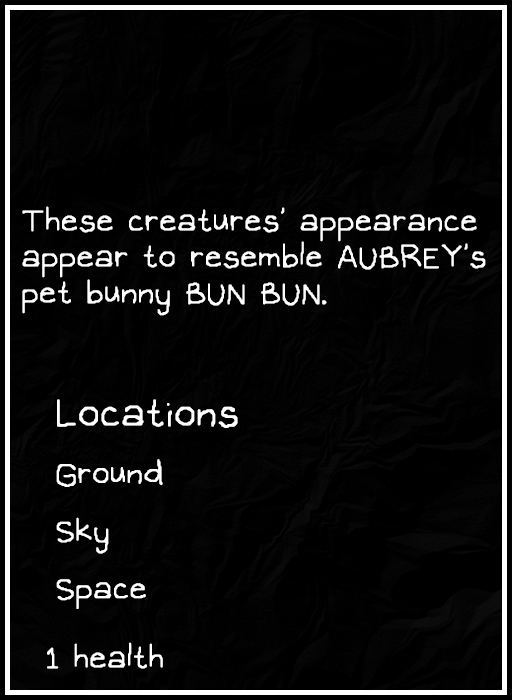 These creatures' appearance
appear to resemble AUBREY's
pet bunny BUN BUN.
Locations
Ground
Sky
Space
1 health